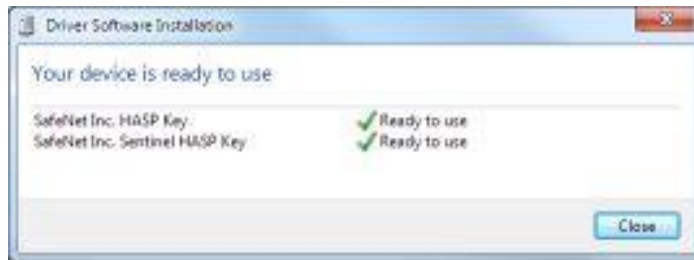 Driver Software Installation
Your device is ready to use
SafeNet Inc. HASP Key Ready to use
SafeNet Inc. Sentinel HASP Key Ready to use
Close